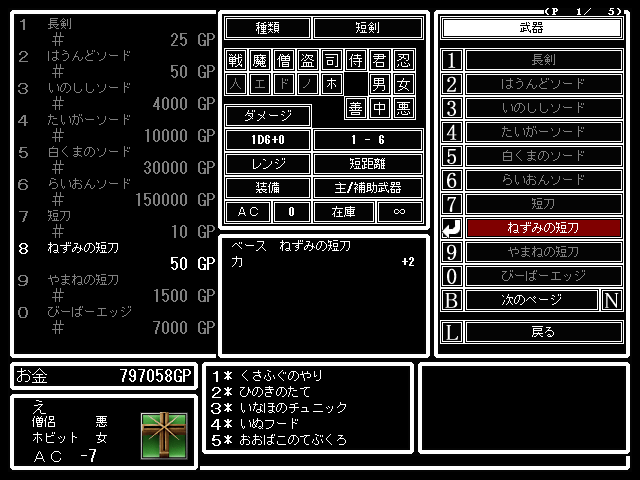 1 長剣
# 25 GP
2 はうんどソード
# 50 GP
3 いのししソード
# 4000 GP
4 たいがーソード
# 10000 GP
5 白くまのソード
# 30000 GP
6 らいおんソード
# 150000 GP
7 短刀
# 10 GP
8 ねずみの短刀
50 GP
9 やまねの短刀
# 1500 GP
0 びーばーエッジ
# 7000 GP
種類 短剣
戦 魔 僧 盗 司 侍 君 忍
人 エ ド ノ ホ 男 女
善 中 悪
ダメージ
1D6+0 1 - 6
レンジ 短距離
装備 主/補助武器
AC 0 在庫 ∞
ベース ねずみの短刀
力 +2
(P 1/ 5)
武器
1 長剣
2 はうんどソード
3 いのししソード
4 たいがーソード
5 白くまのソード
6 らいおんソード
7 短刀
ねずみの短刀
9 やまねの短刀
0 びーばーエッジ
B 次のページ N
L 戻る
お金 797058GP
え
僧侶 悪
ホビット 女
AC -7
1* くさふぐのやり
2* ひのきのたて
3* いなほのチュニック
4* いぬフード
5* おおばこのてぶくろ